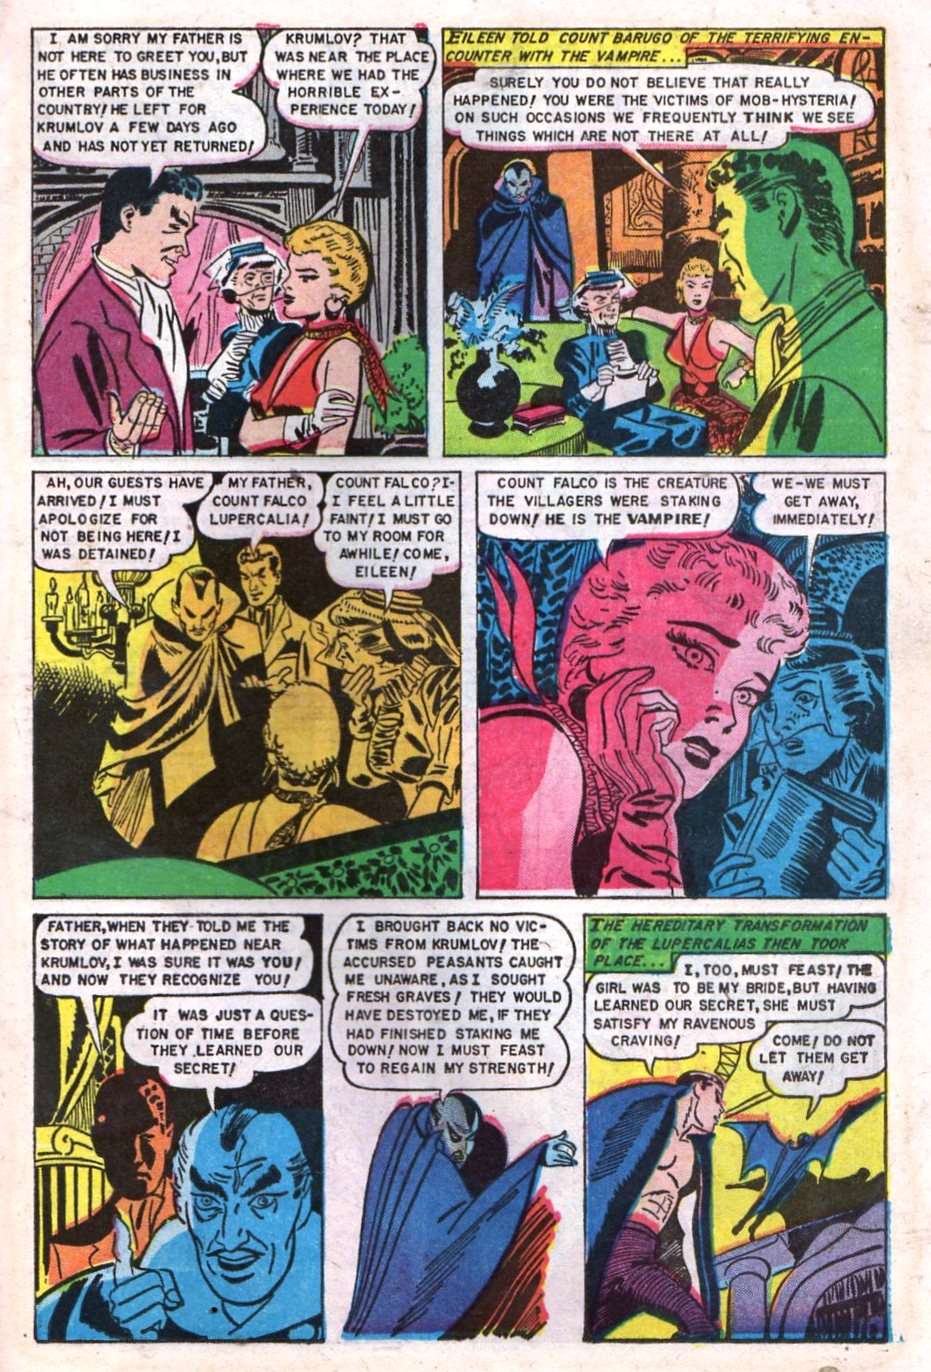 I AM SORRY MY FATHER IS
NOT HERE TO GREET YOU, BUT
HE OFTEN HAS BUSINESS IN
OTHER PARTS OF THE
COUNTRY! HE LEFT FOR
KRUMLOV A FEW DAYS AGO
AND HAS NOT YET RETURNED!
KRUMLOV? THAT
WAS NEAR THE PLACE
WHERE WE HAD THE
HORRIBLE EX-
PERIENCE TODAY!
EILEEN TOLD COUNT BARUGO OF THE TERRIFYING EN-
COUNTER WITH THE VAMPIRE...
SURELY YOU DO NOT BELIEVE THAT REALLY
HAPPENED! YOU WERE THE VICTIMS OF MOB-HYSTERIA!
ON SUCH OCCASIONS WE FREQUENTLY THINK WE SEE
THINGS WHICH ARE NOT THERE AT ALL!
AH, OUR GUESTS HAVE
ARRIVED! I MUST
APOLOGIZE FOR
NOT BEING HERE! I
WAS DETAINED!
MY FATHER,
COUNT FALCO
LUPERCALIA!
COUNT FALCO? I-
I FEEL A LITTLE
FAINT! I MUST GO
TO MY ROOM FOR
AWHILE! COME,
EILEEN!
COUNT FALCO IS THE CREATURE
THE VILLAGERS WERE STAKING
DOWN! HE IS THE VAMPIRE!
WE-WE MUST
GET AWAY,
IMMEDIATELY!
FATHER, WHEN THEY TOLD ME THE
STORY OF WHAT HAPPENED NEAR
KRUMLOV, I WAS SURE IT WAS YOU!
AND NOW THEY RECOGNIZE YOU!
IT WAS JUST A QUES-
TION OF TIME BEFORE
THEY LEARNED OUR
SECRET!
I BROUGHT BACK NO VIC-
TIMS FROM KRUMLOV! THE
ACCURSED PEASANTS CAUGHT
ME UNAWARE, AS I SOUGHT
FRESH GRAVES! THEY WOULD
HAVE DESTOYED ME, IF THEY
HAD FINISHED STAKING ME
DOWN! NOW I MUST FEAST
TO REGAIN MY STRENGTH!
THE HEREDITARY TRANSFORMATION
OF THE LUPERCALIAS THEN TOOK
PLACE...
I, TOO, MUST FEAST! THE
GIRL WAS TO BE MY BRIDE, BUT HAVING
LEARNED OUR SECRET, SHE MUST
SATISFY MY RAVENOUS
CRAVING!
COME! DO NOT
LET THEM GET
AWAY!